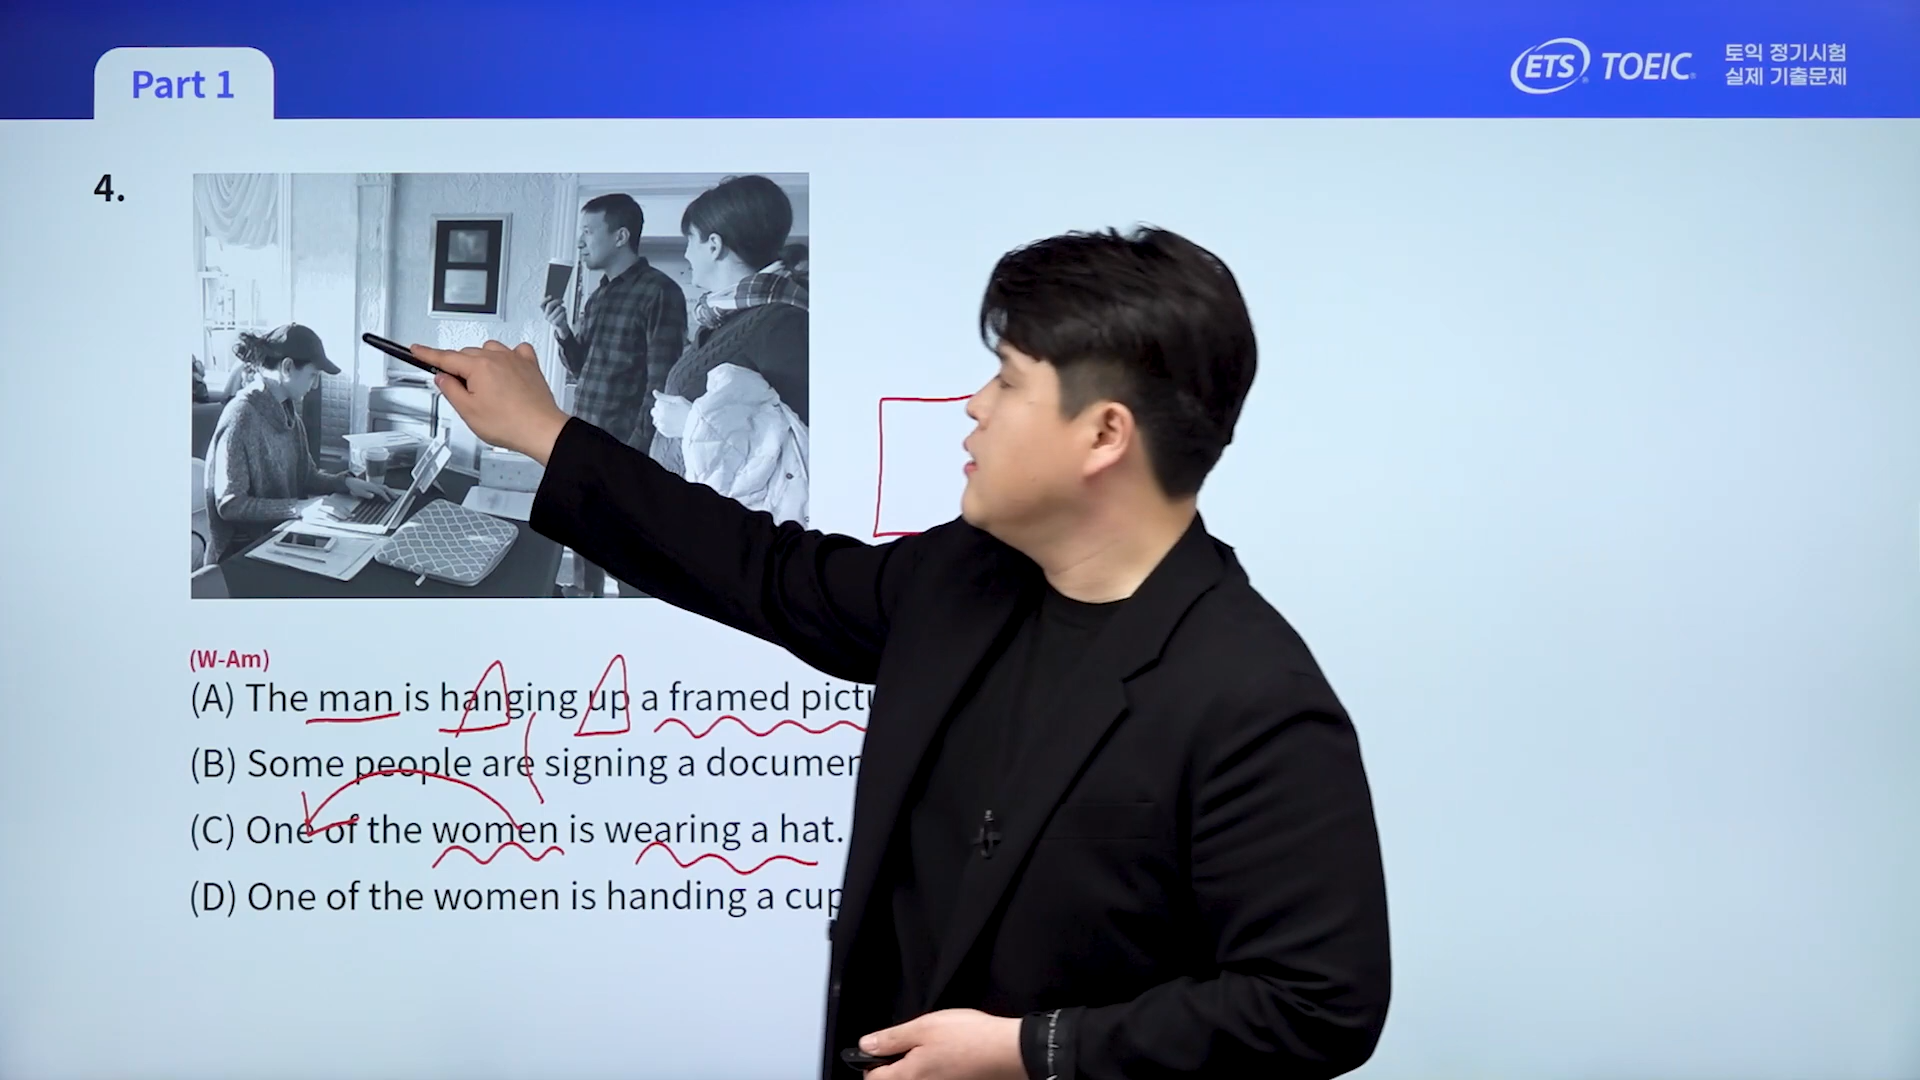 Part 1
ETS TOEIC
토익 정기시험
실제 기출문제
4.
(W-Am)
(A) The man is hanging up a framed
(B) Some people are signing a
(C) One of the women is wearing a hat.
(D) One of the women is handing a cup